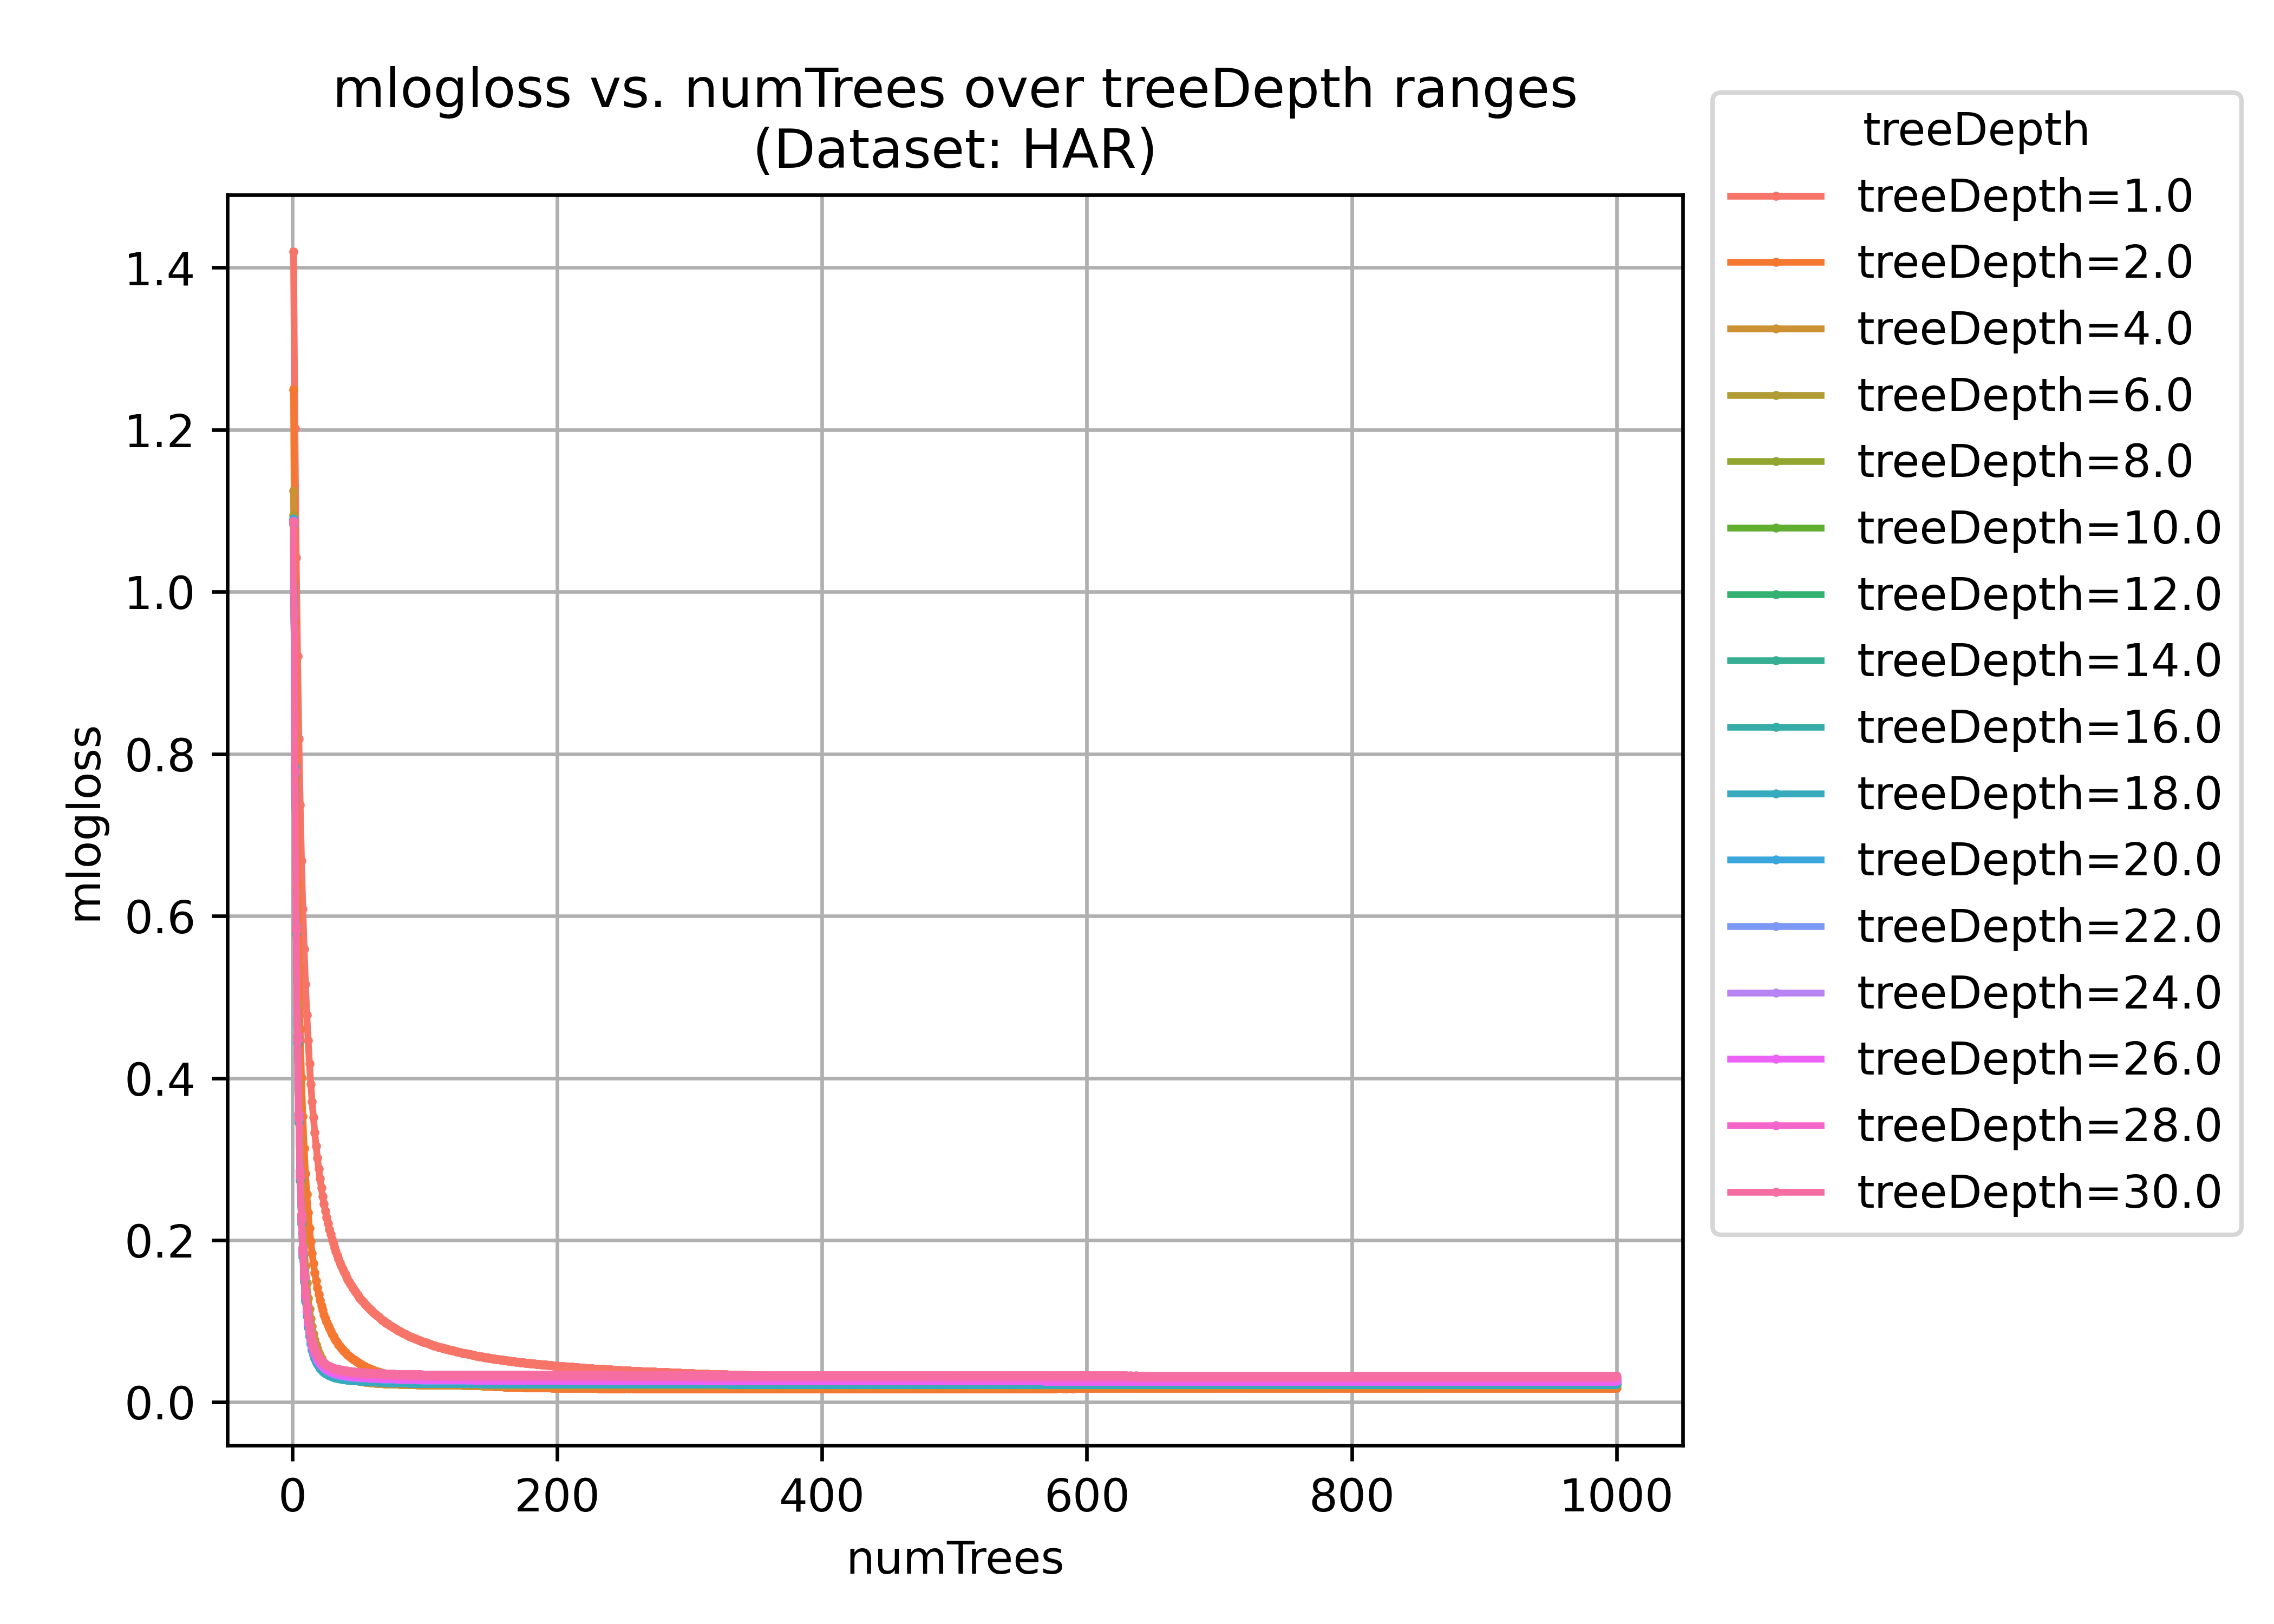 mlogloss vs. numTrees over treeDepth ranges
(Dataset: HAR)
mlogloss
1.4
1.2
1.0
0.8
0.6
0.4
0.2
0.0
0 200 400 600 800 1000
numTrees
treeDepth
treeDepth=1.0
treeDepth=2.0
treeDepth=4.0
treeDepth=6.0
treeDepth=8.0
treeDepth=10.0
treeDepth=12.0
treeDepth=14.0
treeDepth=16.0
treeDepth=18.0
treeDepth=20.0
treeDepth=22.0
treeDepth=24.0
treeDepth=26.0
treeDepth=28.0
treeDepth=30.0